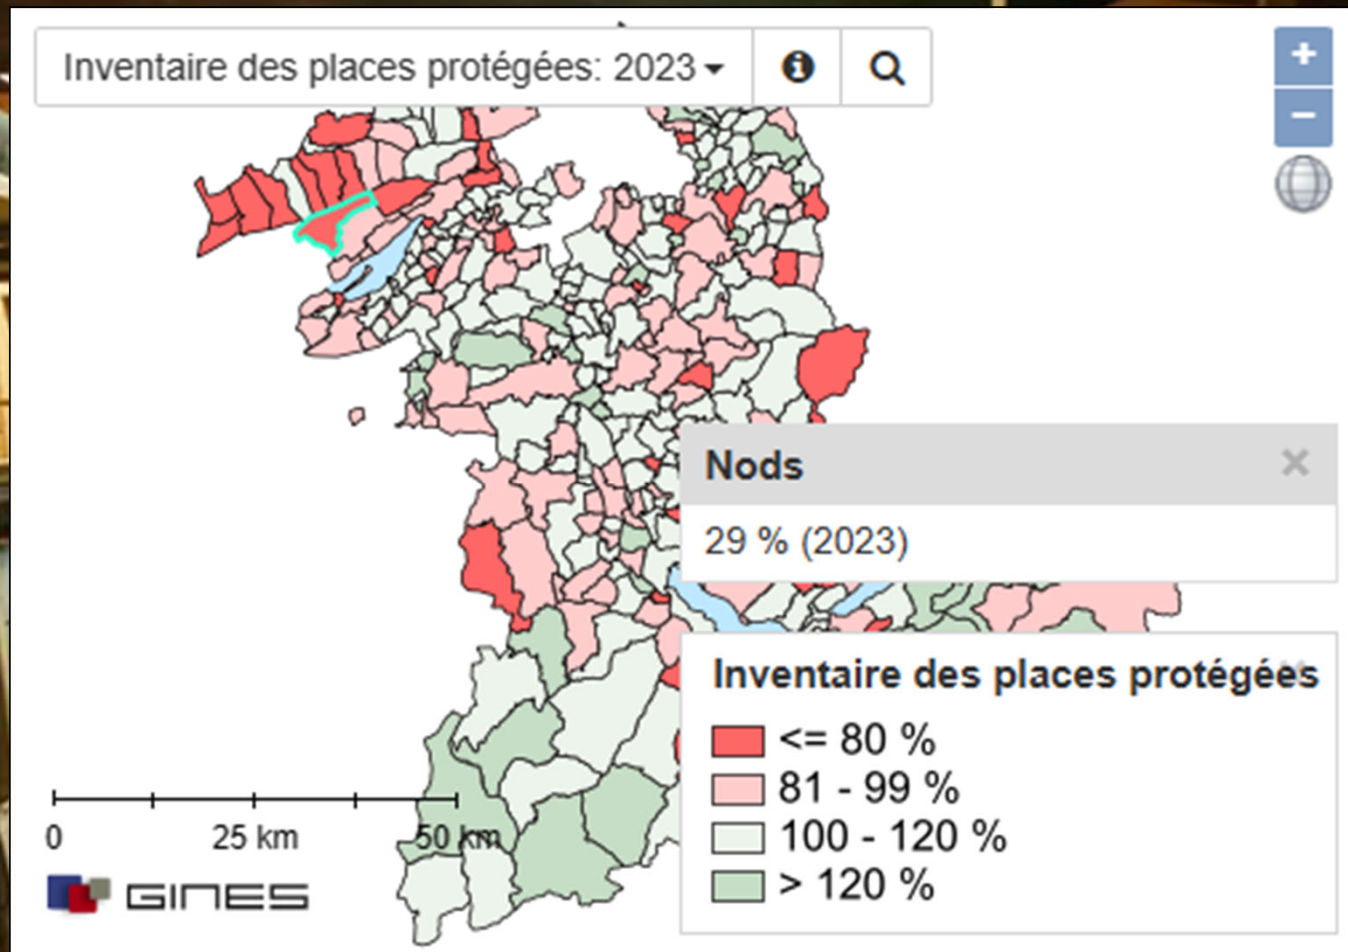 Inventaire des places protégées: 2023
+
−
Nods ×
29 % (2023)
Inventaire des places protégées
<= 80 %
81 - 99 %
100 - 120 %
> 120 %
0 25 km 50 km
GINES